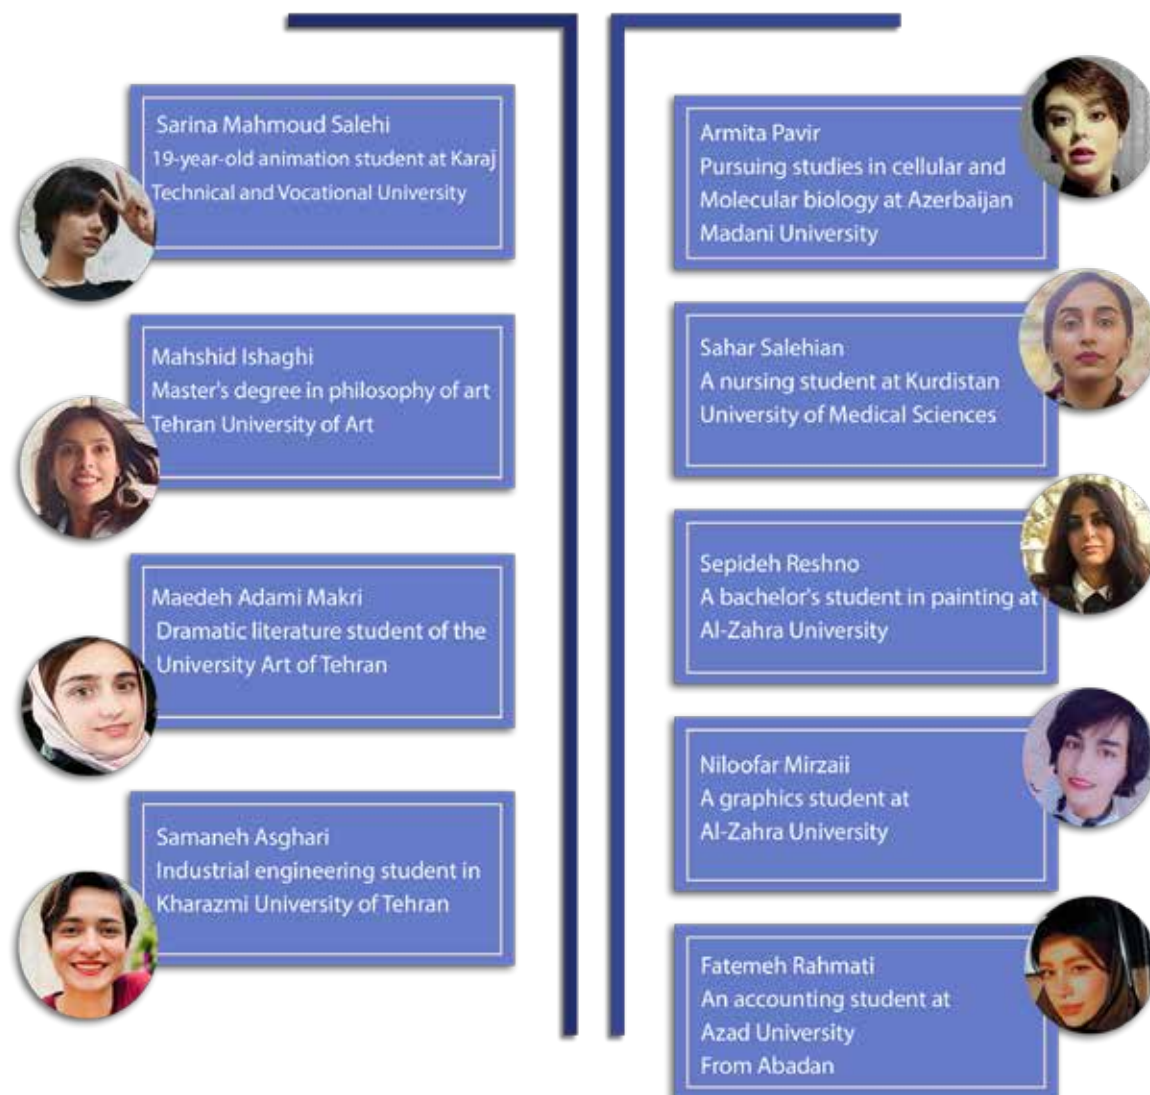 Sarina Mahmoud Salehi
19-year-old animation student at Karaj
Technical and Vocational University
Mahshid Ishaghi
Master's degree in philosophy of art
Tehran University of Art
Maedeh Adami Makri
Dramatic literature student of the
University Art of Tehran
Samaneh Asghari
Industrial engineering student in
Kharazmi University of Tehran
Armita Pavir
Pursuing studies in cellular and
Molecular biology at Azerbaijan
Madani University
Sahar Salehian
A nursing student at Kurdistan
University of Medical Sciences
Sepideh Reshno
A bachelor's student in painting at
Al-Zahra University
Niloofar Mirzaii
A graphics student at
Al-Zahra University
Fatemeh Rahmati
An accounting student at
Azad University
From Abadan